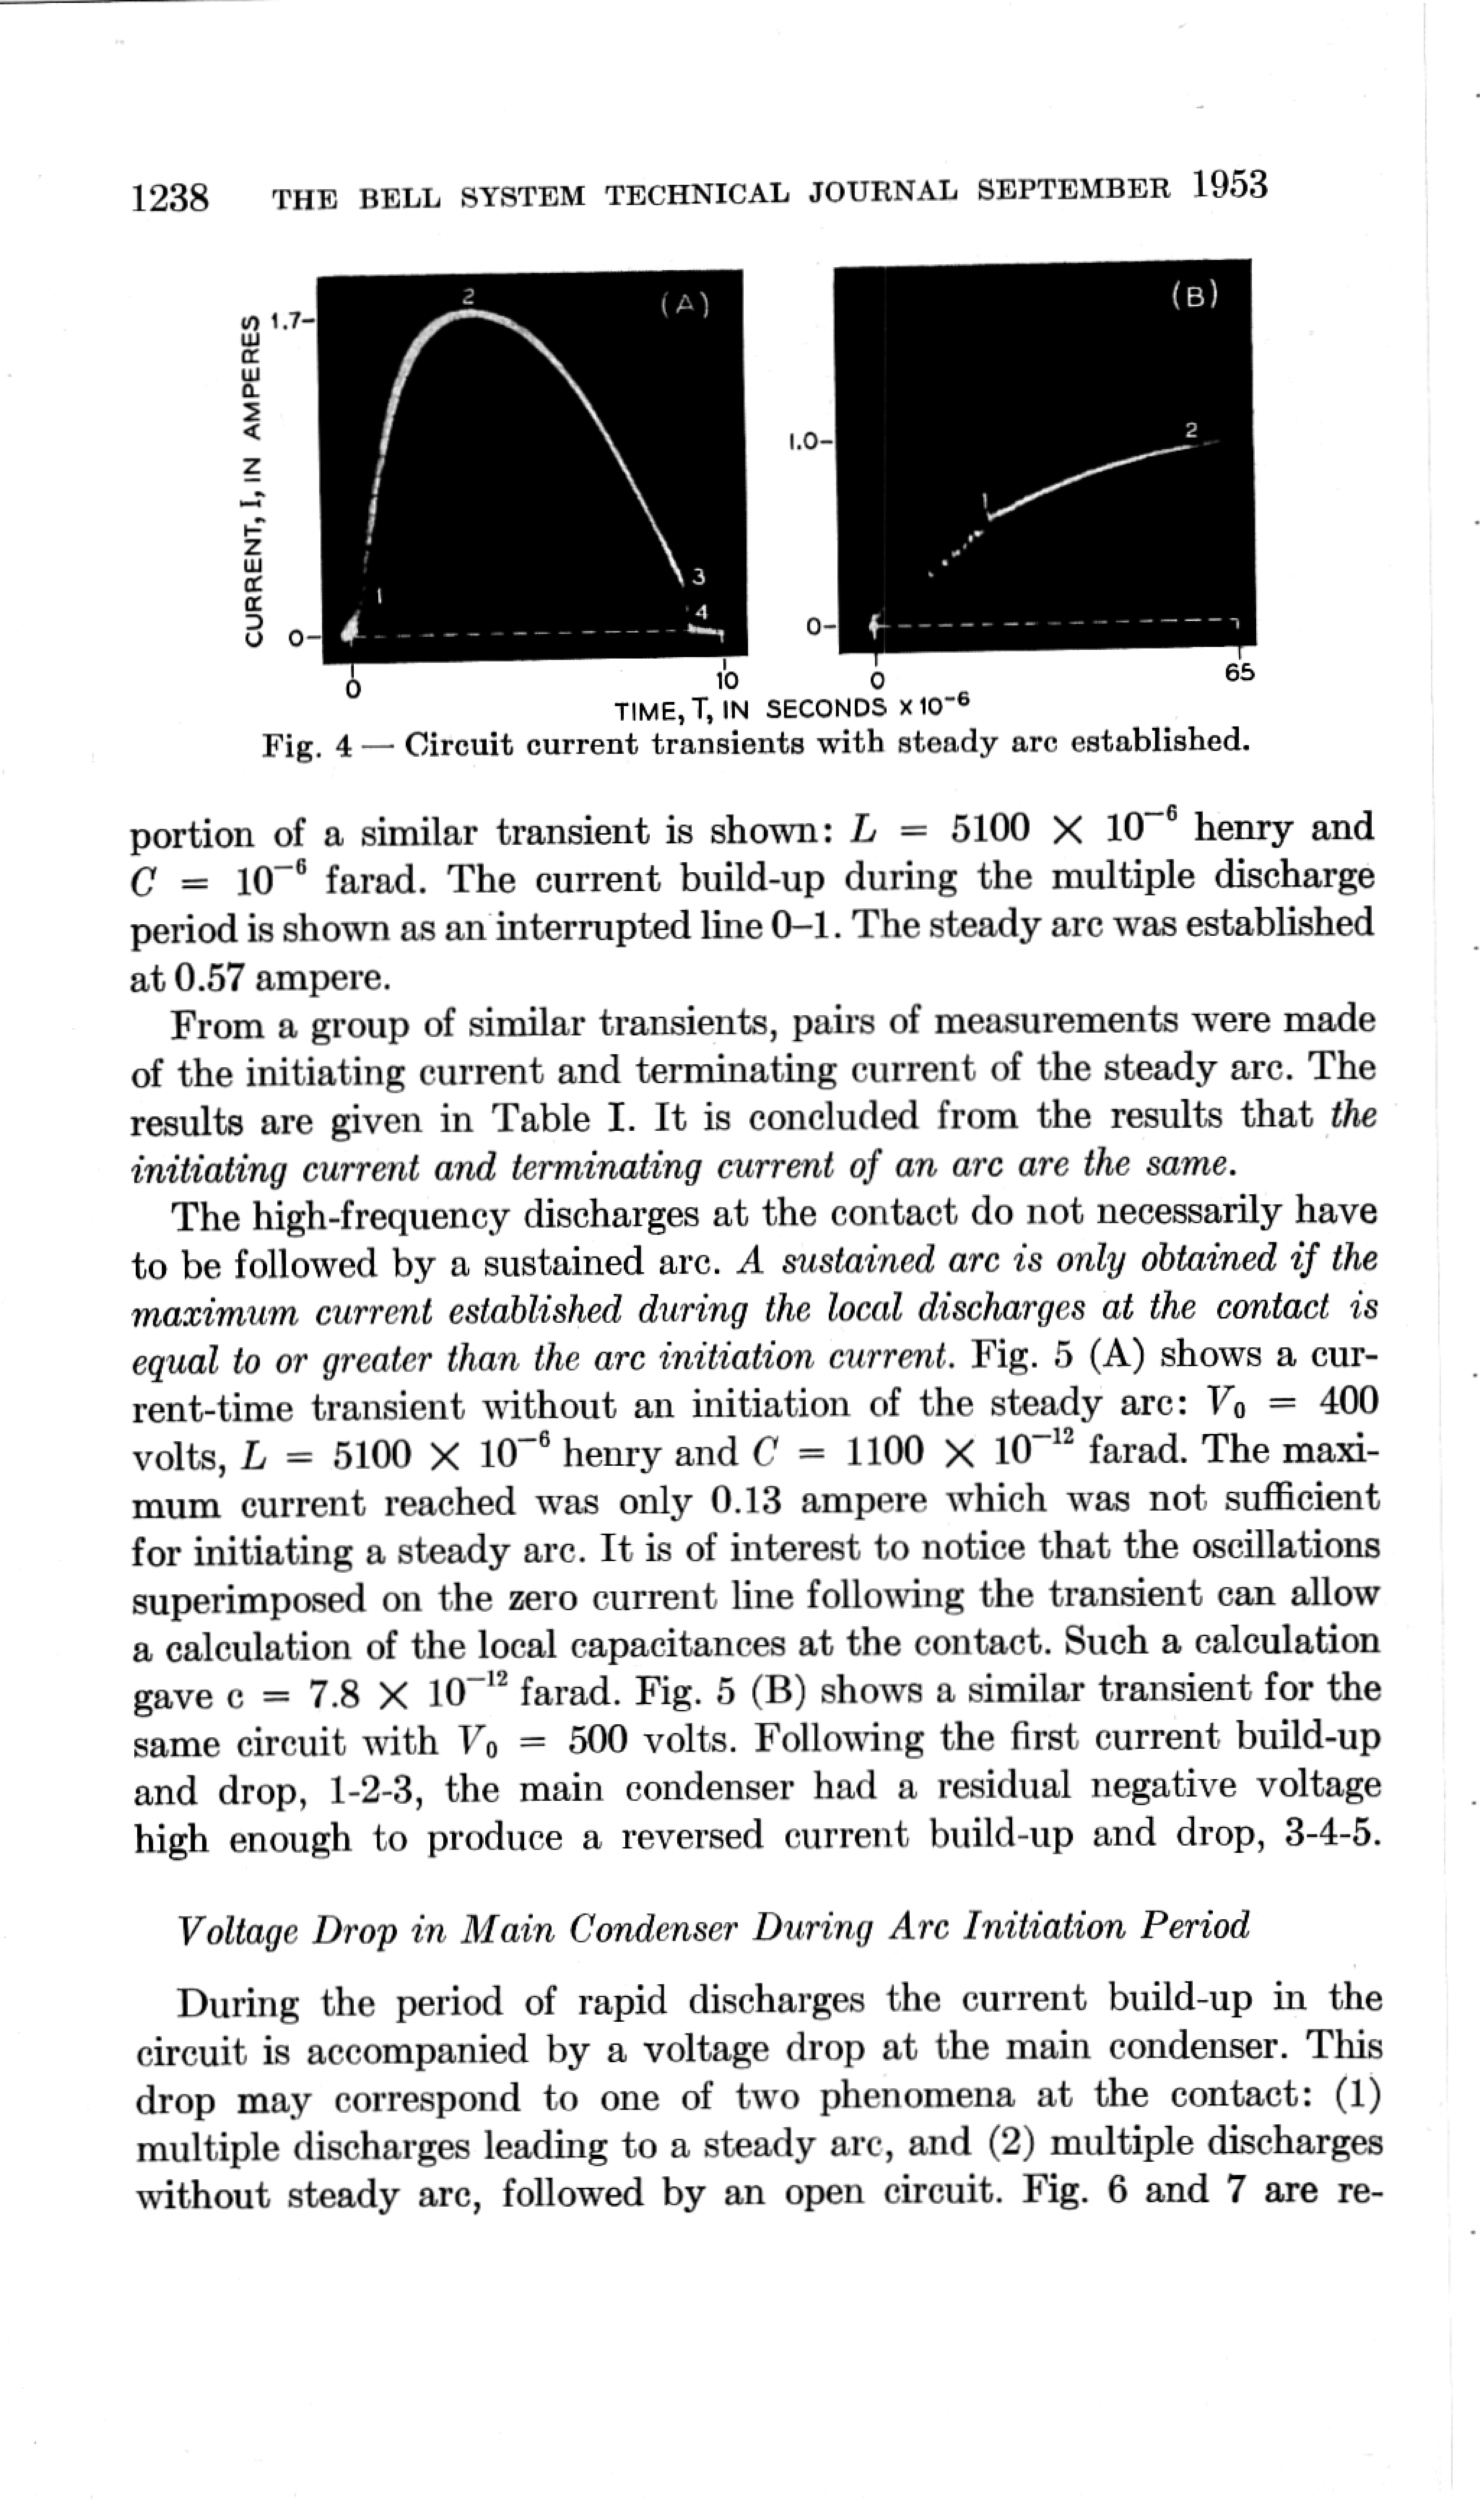 1238 THE BELL SYSTEM TECHNICAL JOURNAL SEPTEMBER 1953
CURRENT, I, IN AMPERES
1.7-
0-
2
(A)
1
3
4
0
10
1.0-
0-
(B)
1
2
0
65
TIME, T, IN SECONDS × 10⁻⁶
Fig. 4 — Circuit current transients with steady arc established.
portion of a similar transient is shown: L = 5100 × 10⁻⁶ henry and
C = 10⁻⁶ farad. The current build-up during the multiple discharge
period is shown as an interrupted line 0–1. The steady arc was established
at 0.57 ampere.
From a group of similar transients, pairs of measurements were made
of the initiating current and terminating current of the steady arc. The
results are given in Table I. It is concluded from the results that the
initiating current and terminating current of an arc are the same.
The high-frequency discharges at the contact do not necessarily have
to be followed by a sustained arc. A sustained arc is only obtained if the
maximum current established during the local discharges at the contact is
equal to or greater than the arc initiation current. Fig. 5 (A) shows a cur-
rent-time transient without an initiation of the steady arc: V₀ = 400
volts, L = 5100 × 10⁻⁶ henry and C = 1100 × 10⁻¹² farad. The maxi-
mum current reached was only 0.13 ampere which was not sufficient
for initiating a steady arc. It is of interest to notice that the oscillations
superimposed on the zero current line following the transient can allow
a calculation of the local capacitances at the contact. Such a calculation
gave c = 7.8 × 10⁻¹² farad. Fig. 5 (B) shows a similar transient for the
same circuit with V₀ = 500 volts. Following the first current build-up
and drop, 1-2-3, the main condenser had a residual negative voltage
high enough to produce a reversed current build-up and drop, 3-4-5.
Voltage Drop in Main Condenser During Arc Initiation Period
During the period of rapid discharges the current build-up in the
circuit is accompanied by a voltage drop at the main condenser. This
drop may correspond to one of two phenomena at the contact: (1)
multiple discharges leading to a steady arc, and (2) multiple discharges
without steady arc, followed by an open circuit. Fig. 6 and 7 are re-